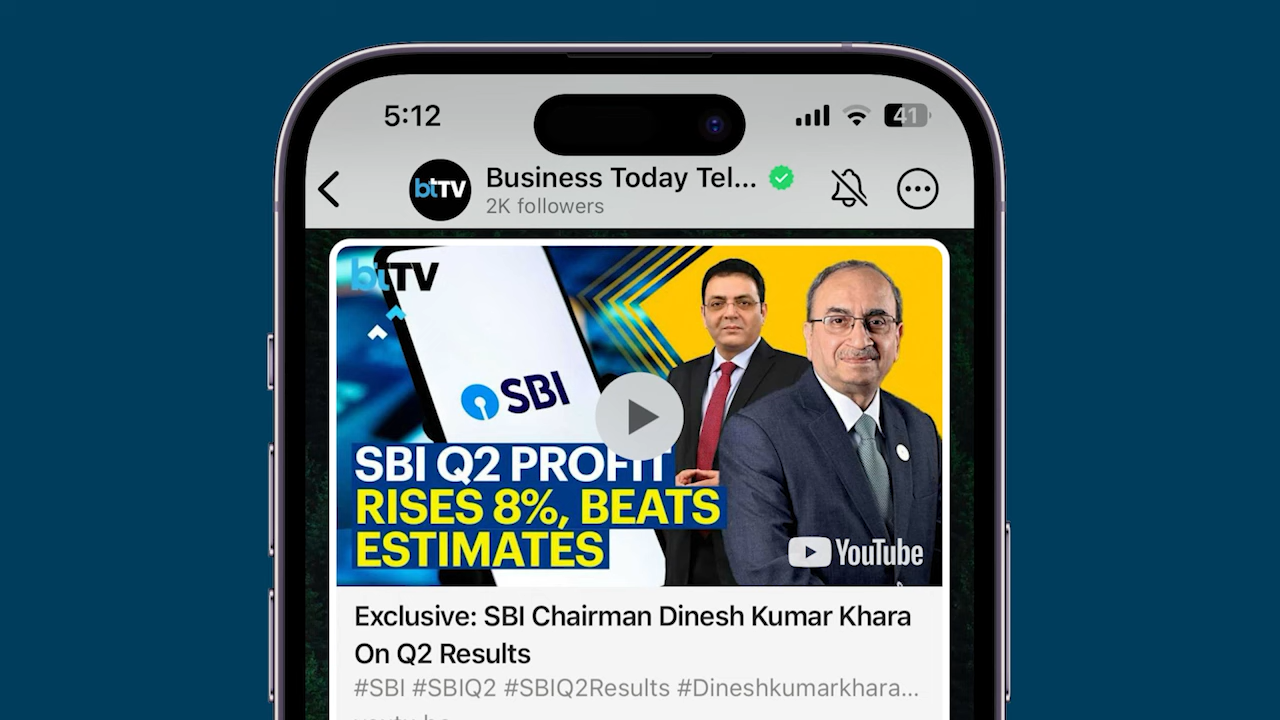 5:12
41
btTV
Business Today Tel...
2K followers
btTV
SBI
SBI Q2 PROFIT
RISES 8%, BEATS
ESTIMATES
YouTube
Exclusive: SBI Chairman Dinesh Kumar Khara
On Q2 Results
#SBI #SBIQ2 #SBIQ2Results #Dineshkumarkhara...